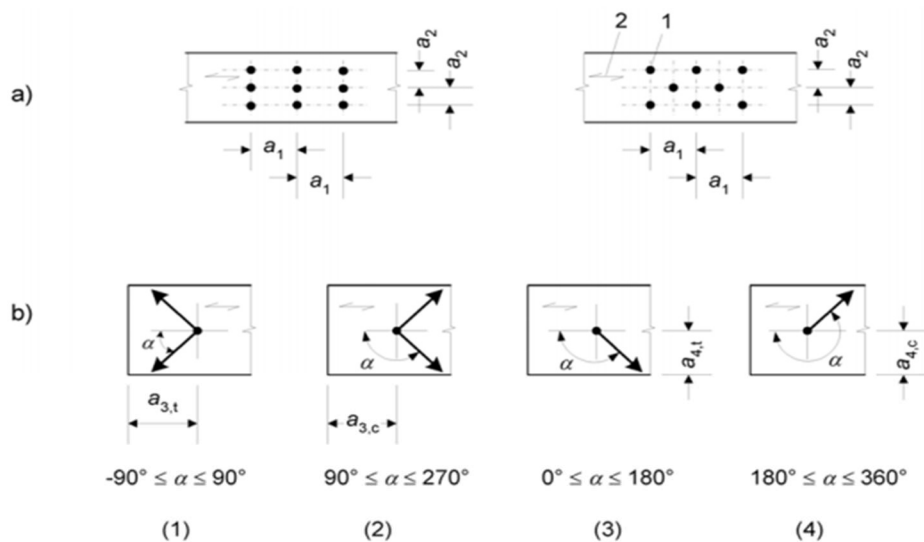 a)
a2
a2
a1
a1
2
1
a2
a2
a1
a1
b)
α
a3,t
α
a3,c
α
a4,t
α
a4,c
-90° ≤ α ≤ 90°
90° ≤ α ≤ 270°
0° ≤ α ≤ 180°
180° ≤ α ≤ 360°
(1)
(2)
(3)
(4)